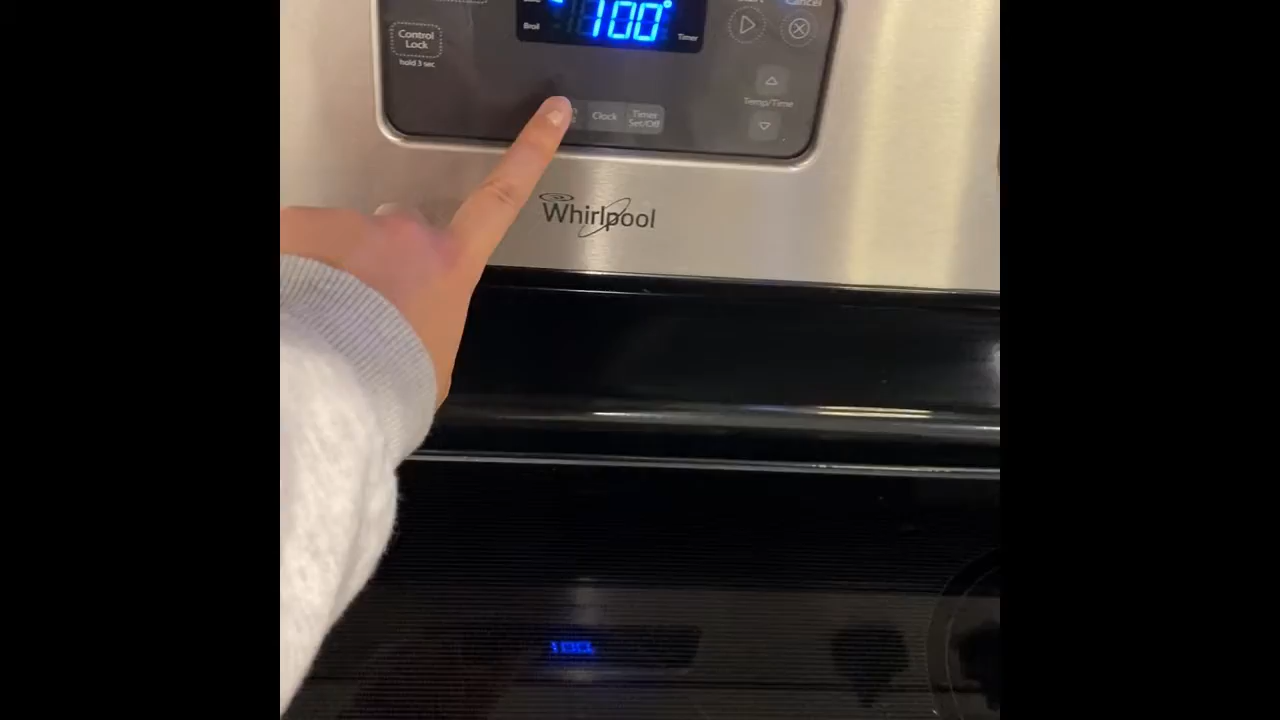 100°
Broil
Timer
Cancel
Control
Lock
hold 3 sec
Temp/Time
Clock
Timer
Set/Off
Whirlpool